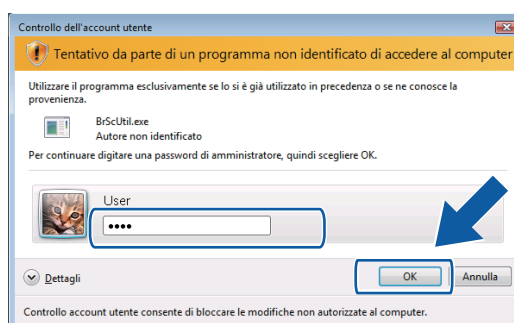 Controllo dell'account utente
Tentativo da parte di un programma non identificato di accedere al computer
Utilizzare il programma esclusivamente se lo si è già utilizzato in precedenza o se ne conosce la
provenienza.
BrScUtil.exe
Autore non identificato
Per continuare digitare una password di amministratore, quindi scegliere OK.
User
••••
Dettagli
OK
Annulla
Controllo account utente consente di bloccare le modifiche non autorizzate al computer.